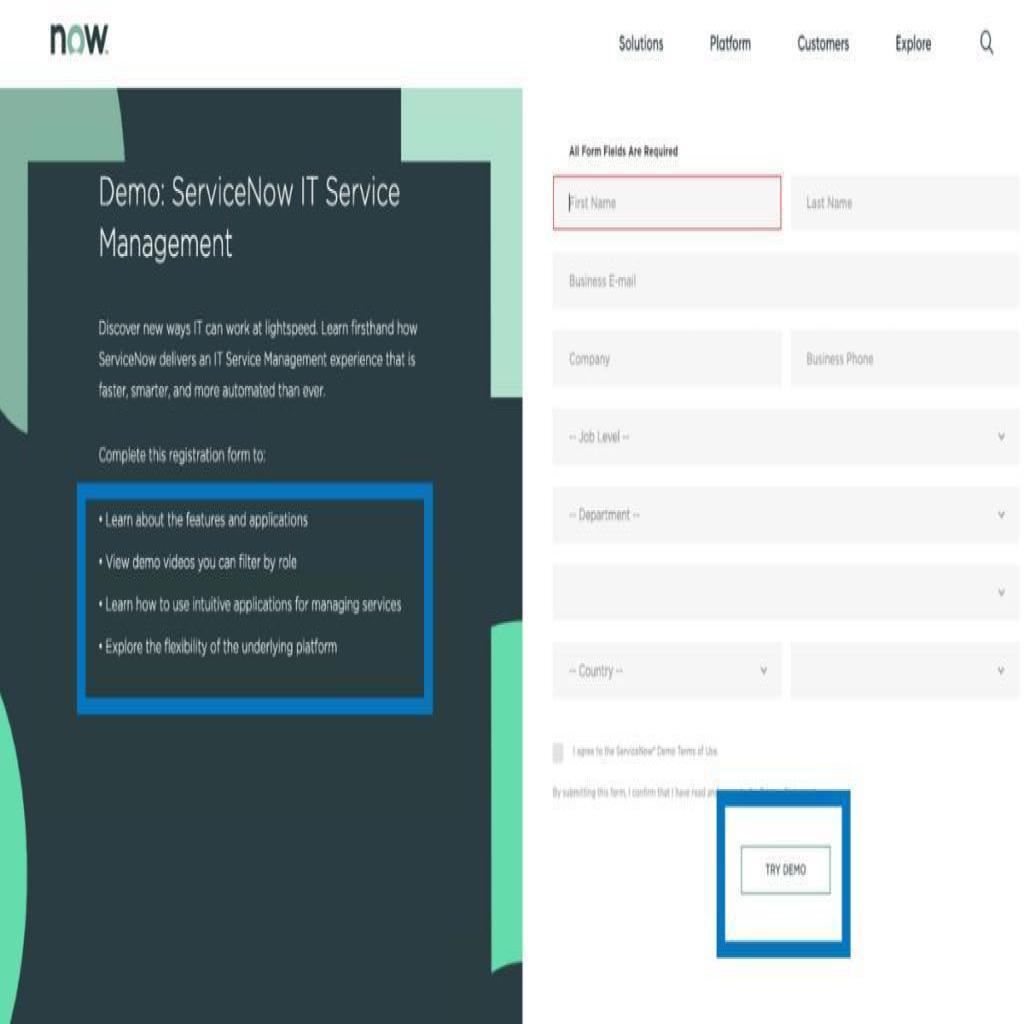 now.
Solutions
Platform
Customers
Explore
Demo: ServiceNow IT Service
Management
Discover new ways IT can work at lightspeed. Learn firsthand how
ServiceNow delivers an IT Service Management experience that is
faster, smarter, and more automated than ever.
Complete this registration form to:
• Learn about the features and applications
• View demo videos you can filter by role
• Learn how to use intuitive applications for managing services
• Explore the flexibility of the underlying platform
All Form Fields Are Required
First Name
Last Name
Business E-mail
Company
Business Phone
-- Job Level --
-- Department --
-- Country --
I agree to the ServiceNow® Demo Terms of Use
By submitting this form, I confirm that I have read
TRY DEMO